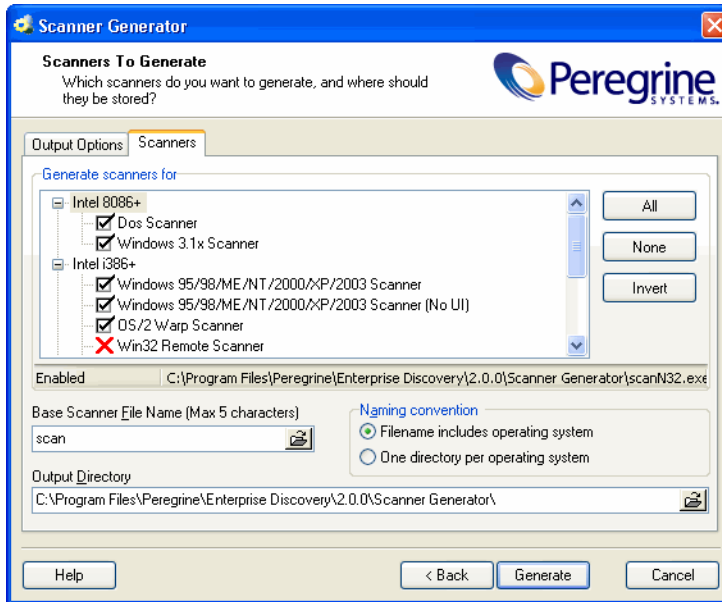 Scanner Generator
Scanners To Generate
Which scanners do you want to generate, and where should
they be stored?
Peregrine
SYSTEMS.
Output Options
Scanners
Generate scanners for
Intel 8086+
Dos Scanner
Windows 3.1x Scanner
Intel i386+
Windows 95/98/ME/NT/2000/XP/2003 Scanner
Windows 95/98/ME/NT/2000/XP/2003 Scanner (No UI)
OS/2 Warp Scanner
Win32 Remote Scanner
All
None
Invert
Enabled
C:\Program Files\Peregrine\Enterprise Discovery\2.0.0\Scanner Generator\scanN32.exe
Base Scanner File Name (Max 5 characters)
scan
Naming convention
Filename includes operating system
One directory per operating system
Output Directory
C:\Program Files\Peregrine\Enterprise Discovery\2.0.0\Scanner Generator\
Help
< Back
Generate
Cancel